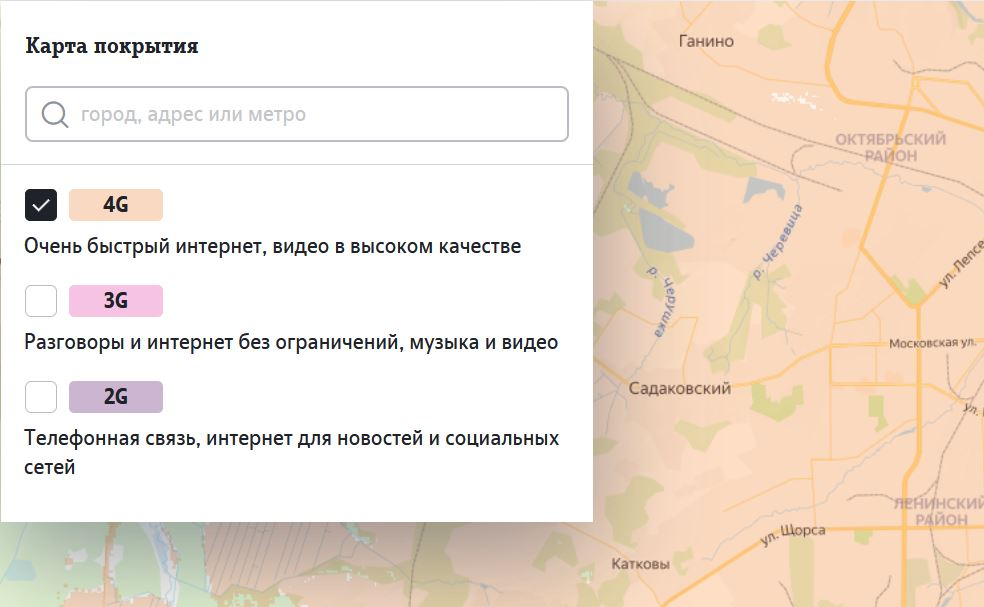 Карта покрытия
город, адрес или метро
4G
Очень быстрый интернет, видео в высоком качестве
3G
Разговоры и интернет без ограничений, музыка и видео
2G
Телефонная связь, интернет для новостей и социальных
сетей
Ганино
ОКТЯБРЬСКИЙ
РАЙОН
р. Черевица
р. Черушка
ул. Лепсе
Московская ул.
Садаковский
ул.
ЛЕНИНСКИЙ
РАЙОН
ул. Щорса
Катковы